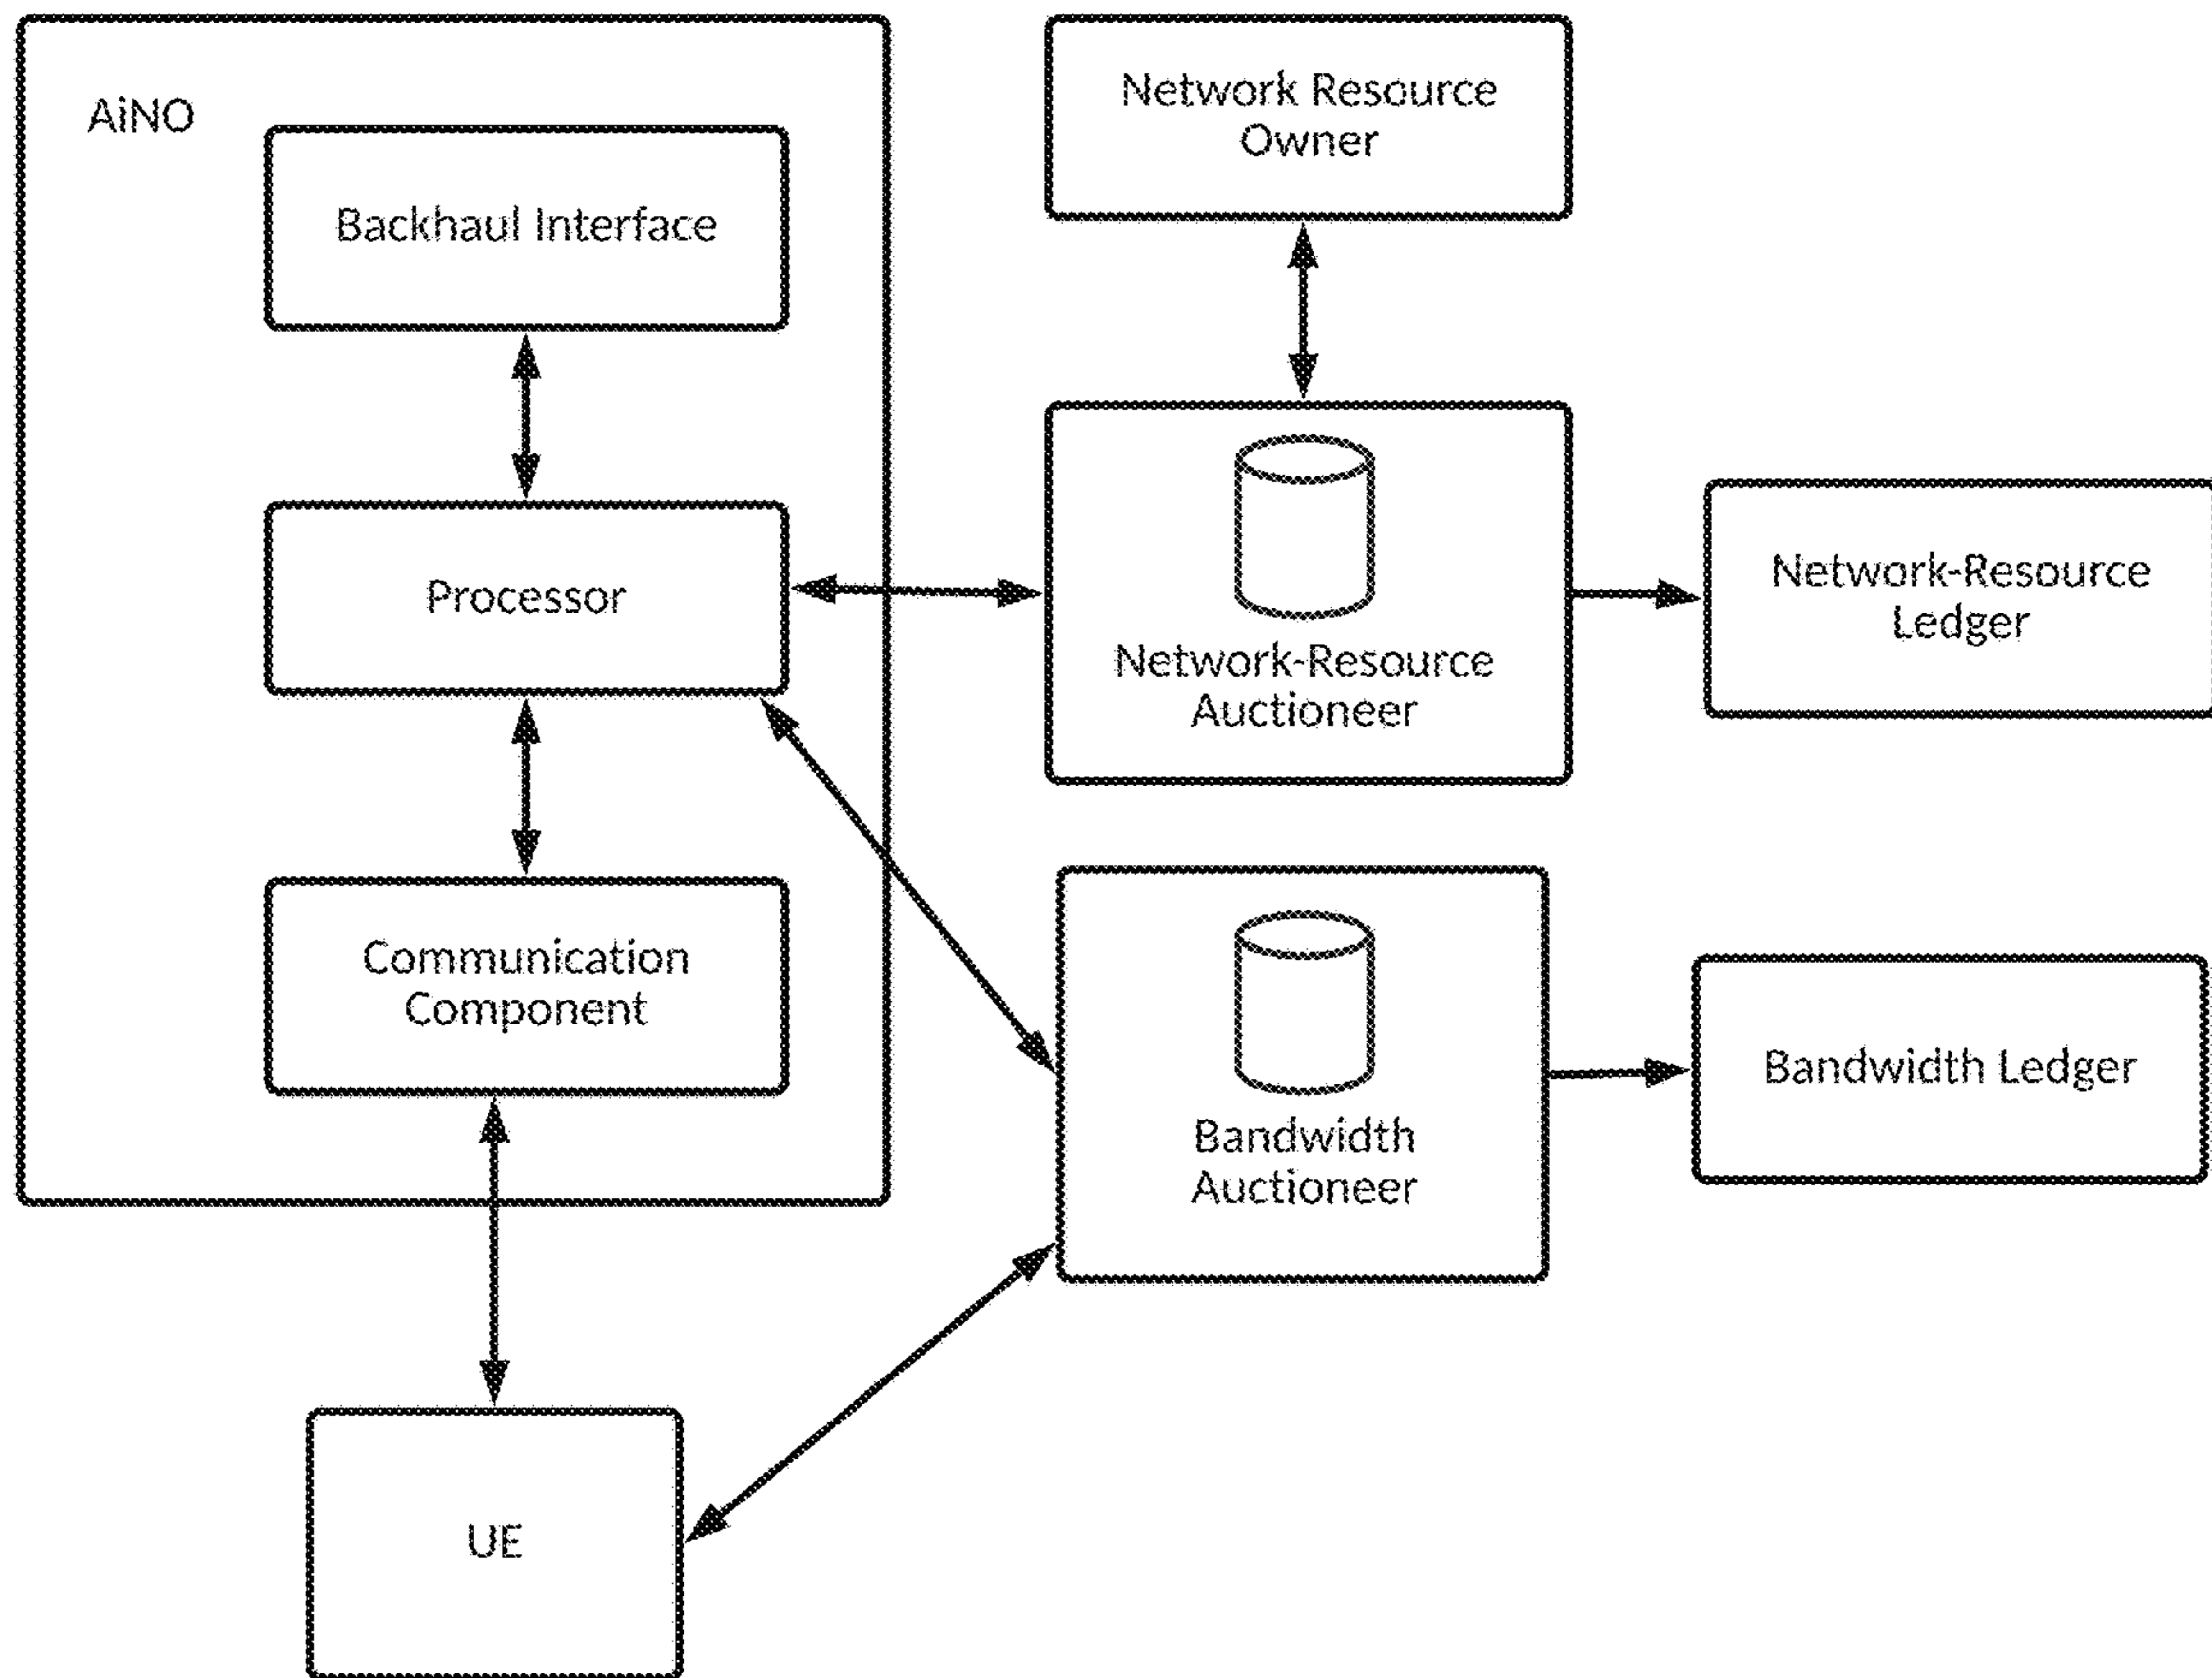 AiNO
Backhaul Interface
Processor
Communication
Component
UE
Network Resource
Owner
Network-Resource
Auctioneer
Network-Resource
Ledger
Bandwidth
Auctioneer
Bandwidth Ledger